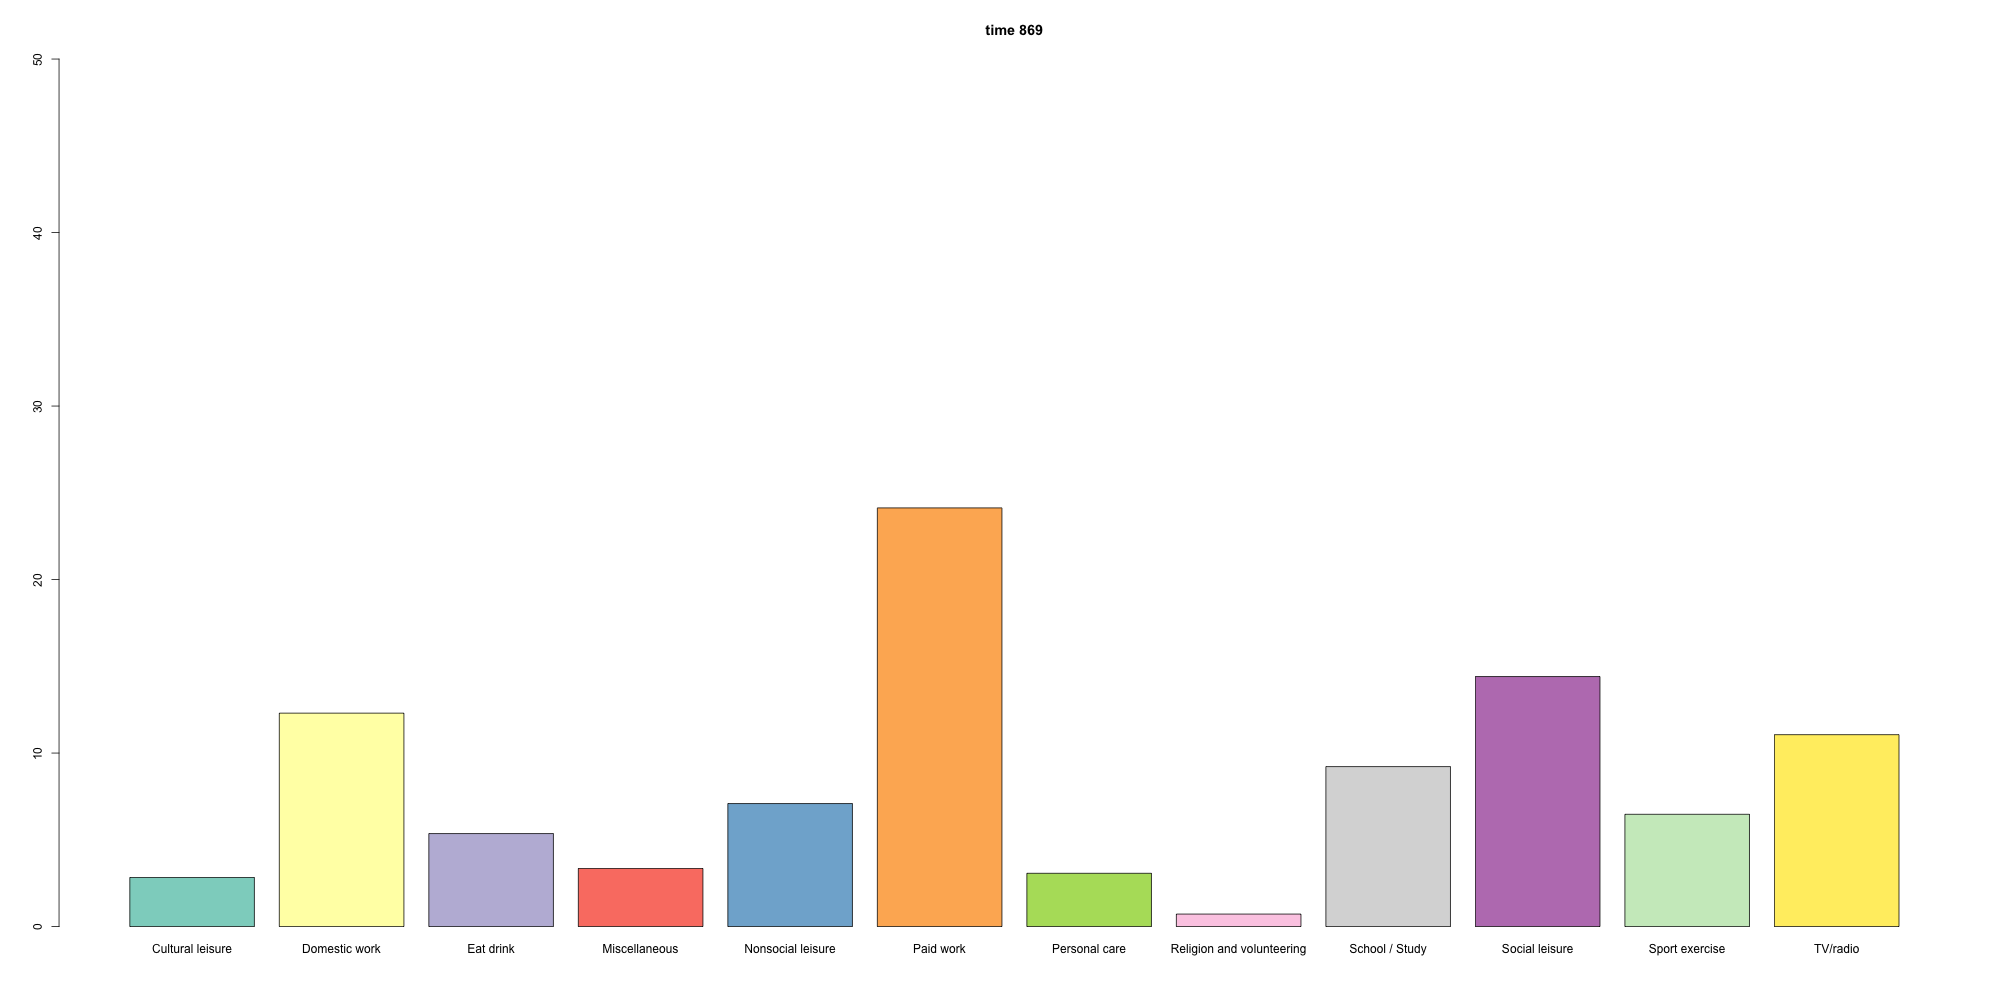 time 869
50
40
30
20
10
0
Cultural leisure
Domestic work
Eat drink
Miscellaneous
Nonsocial leisure
Paid work
Personal care
Religion and volunteering
School / Study
Social leisure
Sport exercise
TV/radio